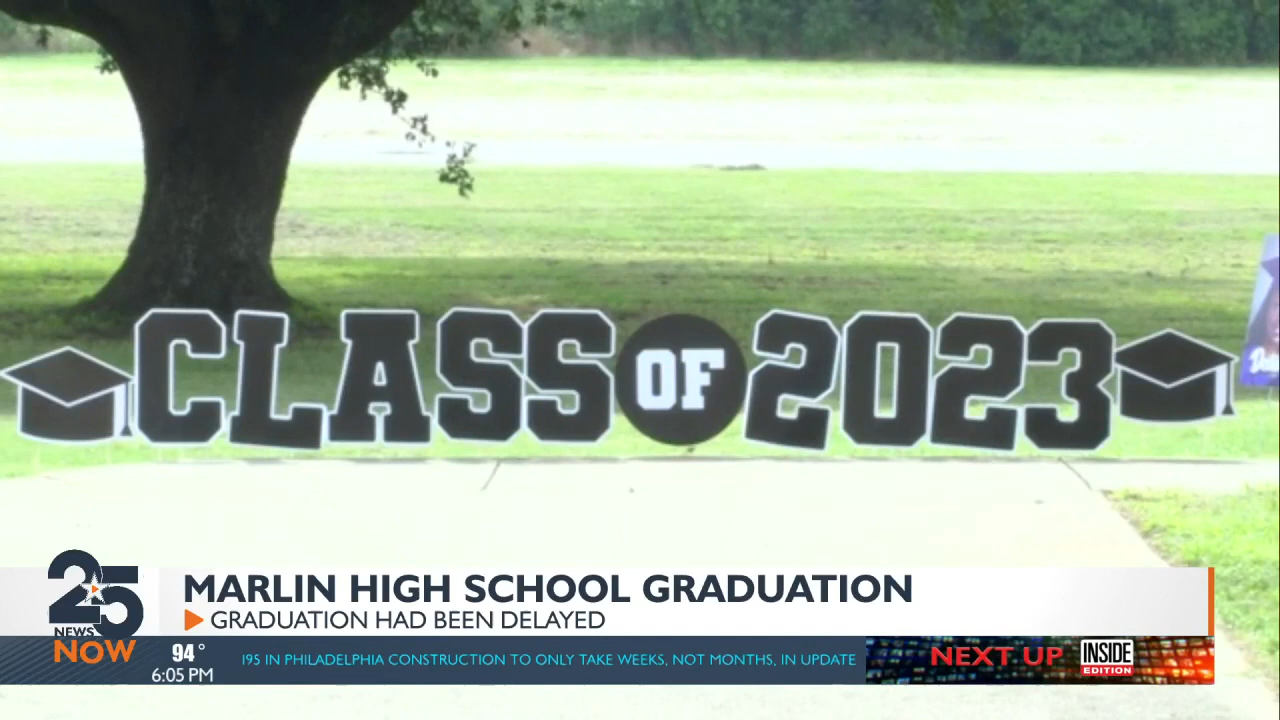 CLASS OF 2023
25
NEWS
NOW
MARLIN HIGH SCHOOL GRADUATION
GRADUATION HAD BEEN DELAYED
94°
6:05 PM
I95 IN PHILADELPHIA CONSTRUCTION TO ONLY TAKE WEEKS, NOT MONTHS, IN UPDATE
NEXT UP
INSIDE
EDITION